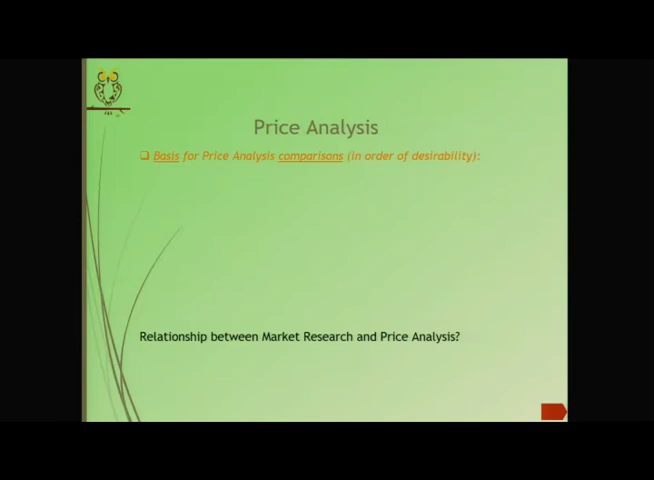 Price Analysis
Basis for Price Analysis comparisons (in order of desirability):
Relationship between Market Research and Price Analysis?